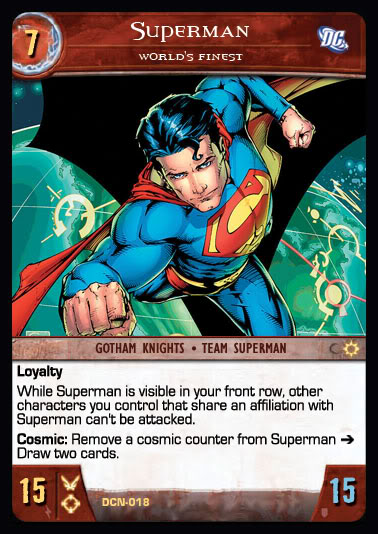 7
Superman
DC
World's Finest
Gotham Knights • Team Superman
C
Loyalty
While Superman is visible in your front row, other
characters you control that share an affiliation with
Superman can't be attacked.
Cosmic: Remove a cosmic counter from Superman ➔
Draw two cards.
15
DCN-018
15